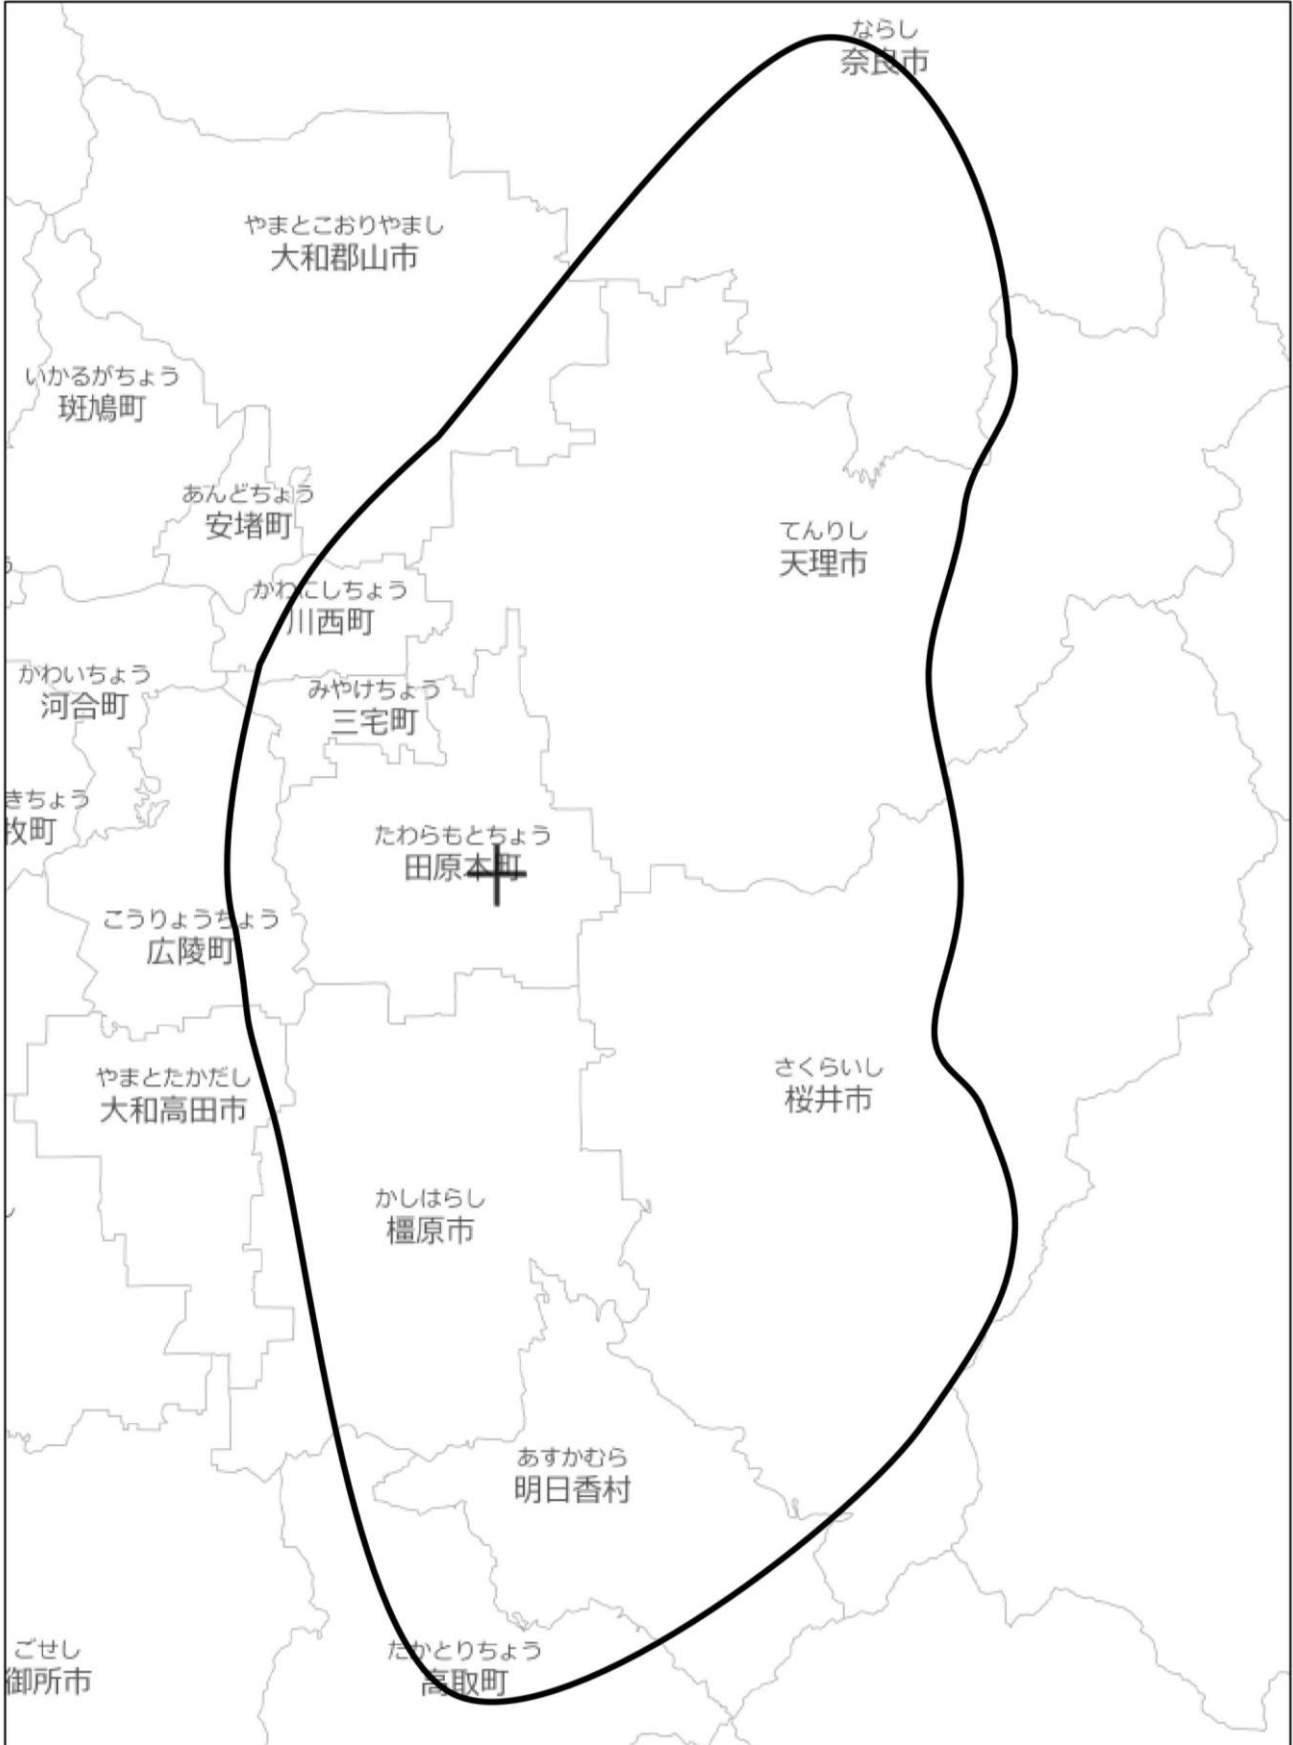 ならし
奈良市
やまとこおりやまし
大和郡山市
いかるがちょう
斑鳩町
あんどちょう
安堵町
てんりし
天理市
かわにしちょう
川西町
かわいちょう
河合町
みやけちょう
三宅町
きちょう
牧町
たわらもとちょう
田原本町
こうりょうちょう
広陵町
さくらいし
桜井市
やまとたかだし
大和高田市
かしはらし
橿原市
あすかむら
明日香村
ごせし
御所市
たかとりちょう
高取町